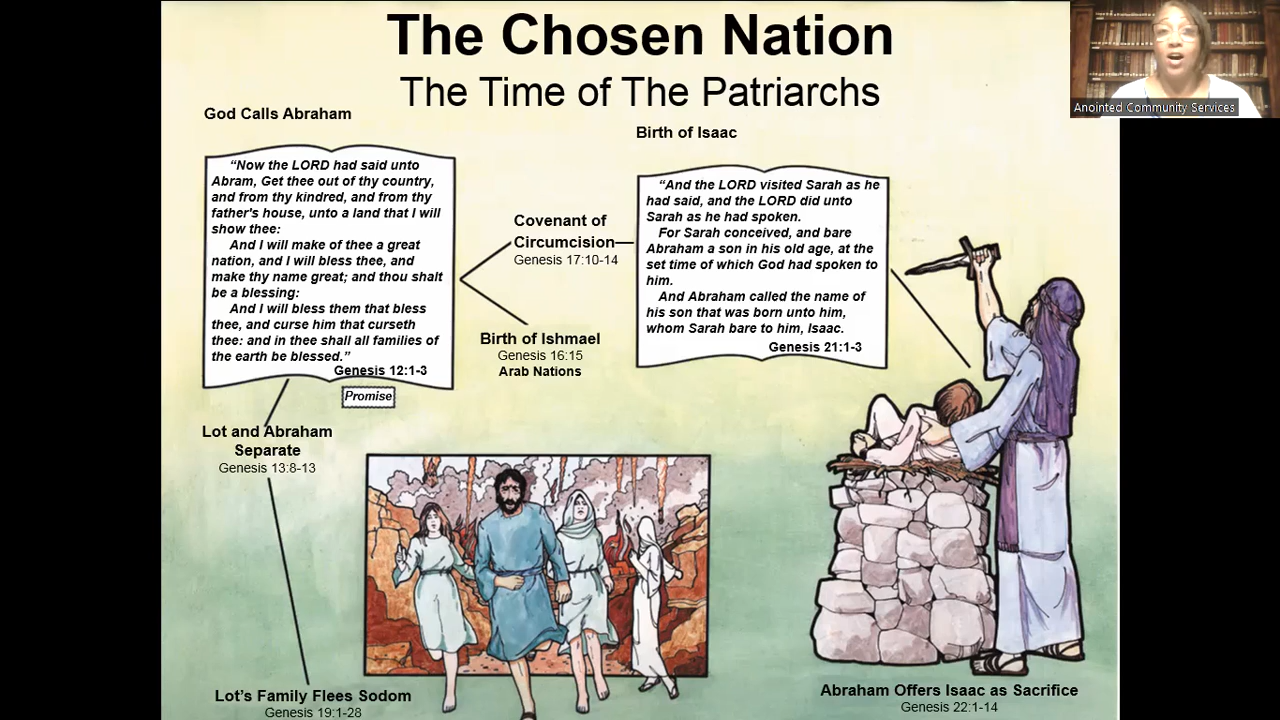 The Chosen Nation
The Time of The Patriarchs
Anointed Community Services
God Calls Abraham
“Now the LORD had said unto
Abram, Get thee out of thy country,
and from thy kindred, and from thy
father's house, unto a land that I will
show thee:
And I will make of thee a great
nation, and I will bless thee, and
make thy name great; and thou shalt
be a blessing:
And I will bless them that bless
thee, and curse him that curseth
thee: and in thee shall all families of
the earth be blessed.”
Genesis 12:1-3
Promise
Lot and Abraham
Separate
Genesis 13:8-13
Lot’s Family Flees Sodom
Genesis 19:1-28
Covenant of
Circumcision
Genesis 17:10-14
Birth of Ishmael
Genesis 16:15
Arab Nations
Birth of Isaac
“And the LORD visited Sarah as he
had said, and the LORD did unto
Sarah as he had spoken.
For Sarah conceived, and bare
Abraham a son in his old age, at the
set time of which God had spoken to
him.
And Abraham called the name of
his son that was born unto him,
whom Sarah bare to him, Isaac.
Genesis 21:1-3
Abraham Offers Isaac as Sacrifice
Genesis 22:1-14